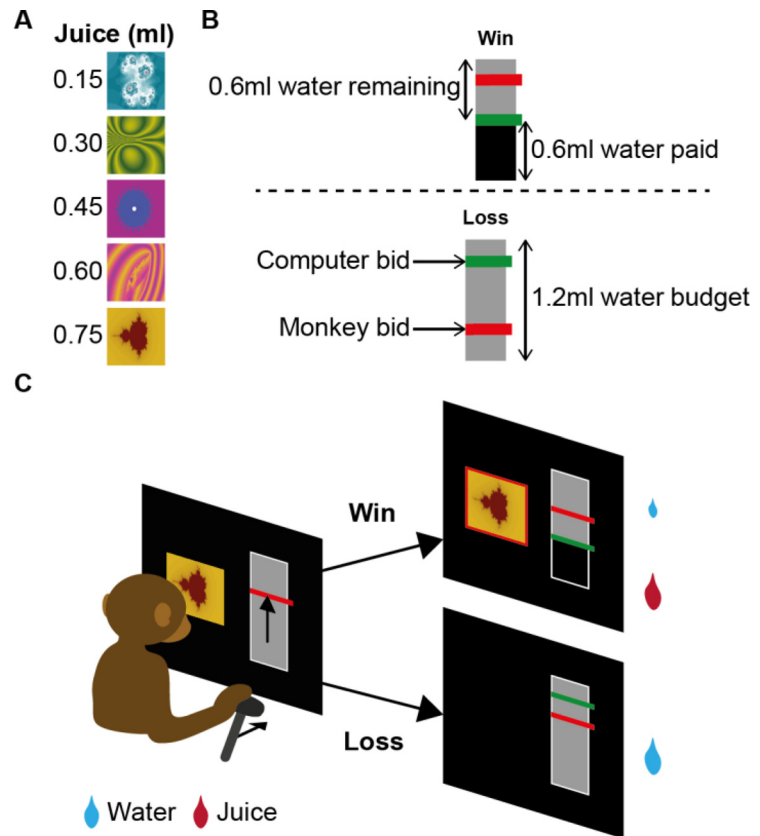 A
Juice (ml)
0.15
0.30
0.45
0.60
0.75
B
Win
0.6ml water remaining
0.6ml water paid
Loss
Computer bid
Monkey bid
1.2ml water budget
C
Win
Loss
Water
Juice